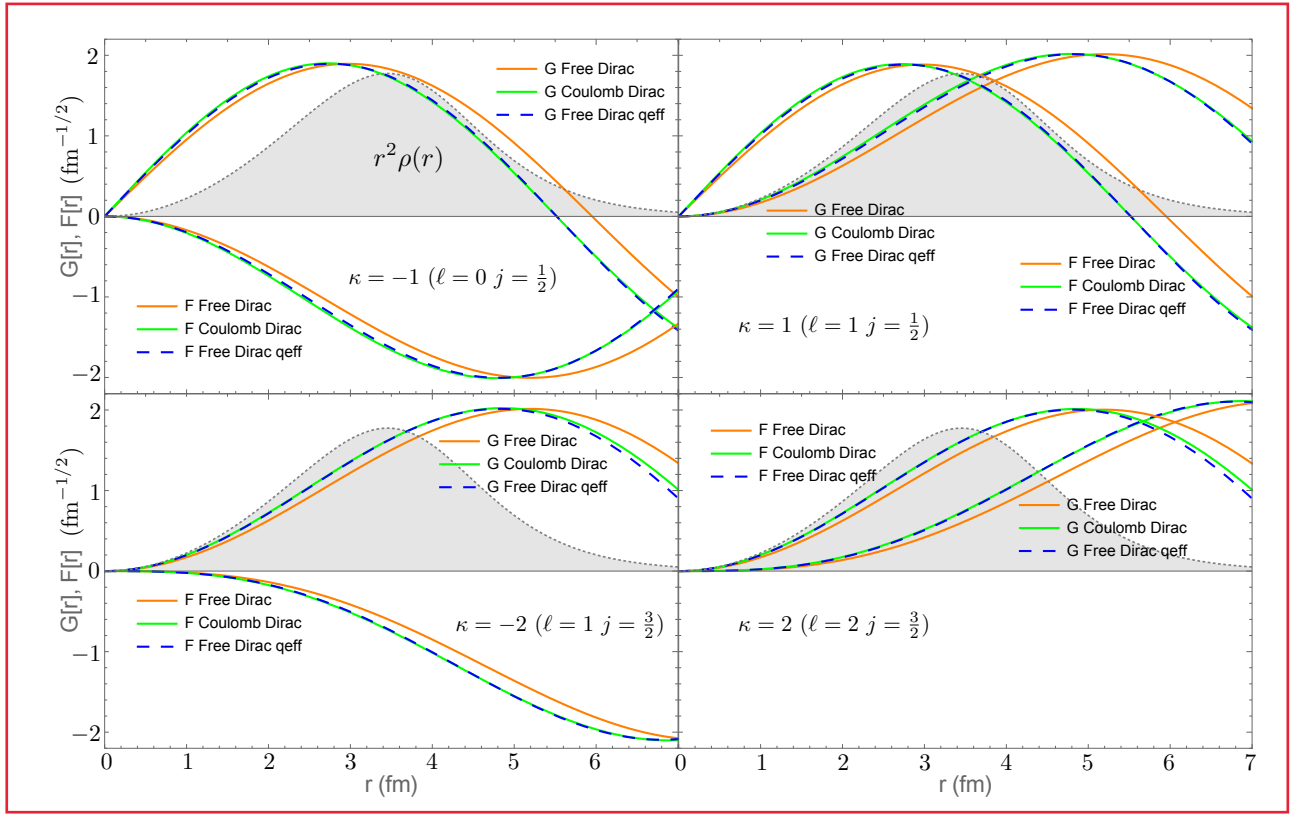 G[r], F[r] (fm⁻¹/²)
2
1
0
−1
−2
G Free Dirac
G Coulomb Dirac
G Free Dirac qeff
r²ρ(r)
κ = −1 (ℓ = 0 j = 1/2)
F Free Dirac
F Coulomb Dirac
F Free Dirac qeff
G Free Dirac
G Coulomb Dirac
G Free Dirac qeff
F Free Dirac
F Coulomb Dirac
F Free Dirac qeff
κ = 1 (ℓ = 1 j = 1/2)
G[r], F[r] (fm⁻¹/²)
2
1
0
−1
−2
G Free Dirac
G Coulomb Dirac
G Free Dirac qeff
F Free Dirac
F Coulomb Dirac
F Free Dirac qeff
κ = −2 (ℓ = 1 j = 3/2)
0 1 2 3 4 5 6
r (fm)
F Free Dirac
F Coulomb Dirac
F Free Dirac qeff
G Free Dirac
G Coulomb Dirac
G Free Dirac qeff
κ = 2 (ℓ = 2 j = 3/2)
0 1 2 3 4 5 6 7
r (fm)